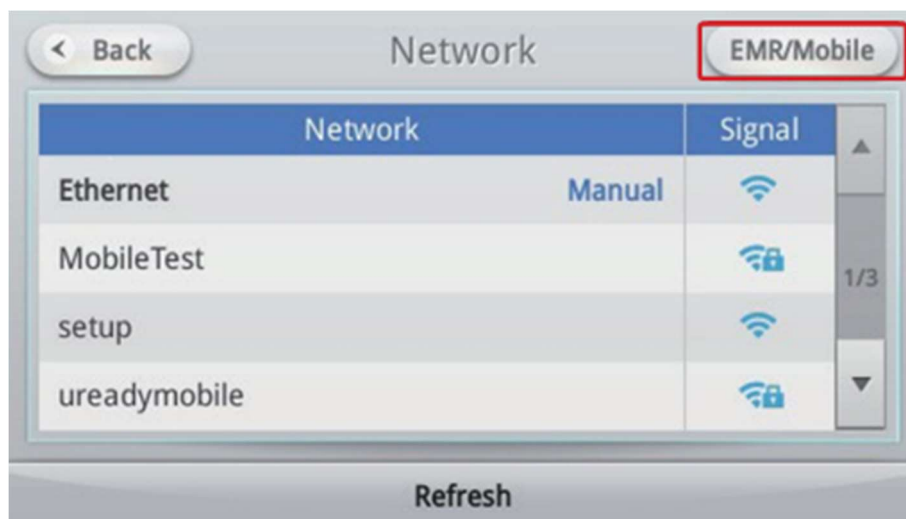 Back Network EMR/Mobile
Network Signal
Ethernet Manual
MobileTest
1/3
setup
ureadymobile
Refresh